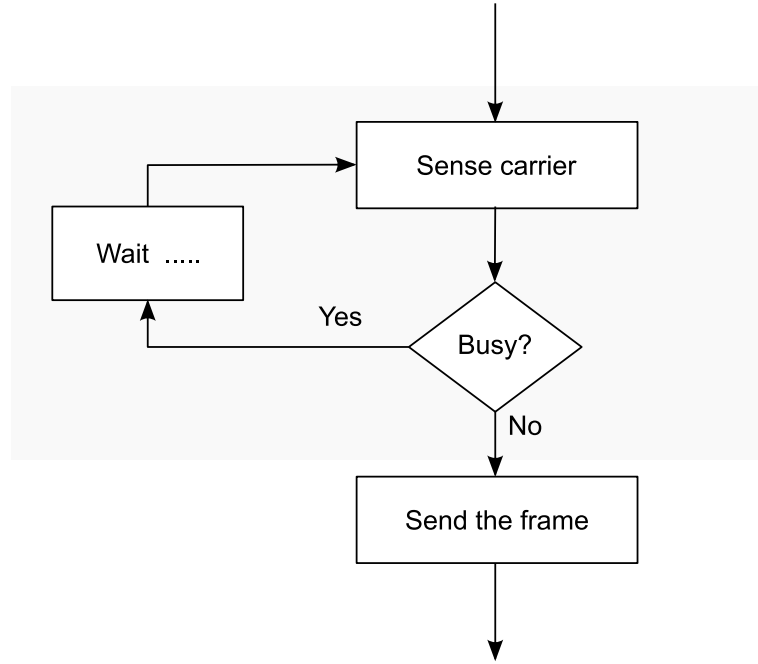 Sense carrier
Wait .....
Yes
Busy?
No
Send the frame